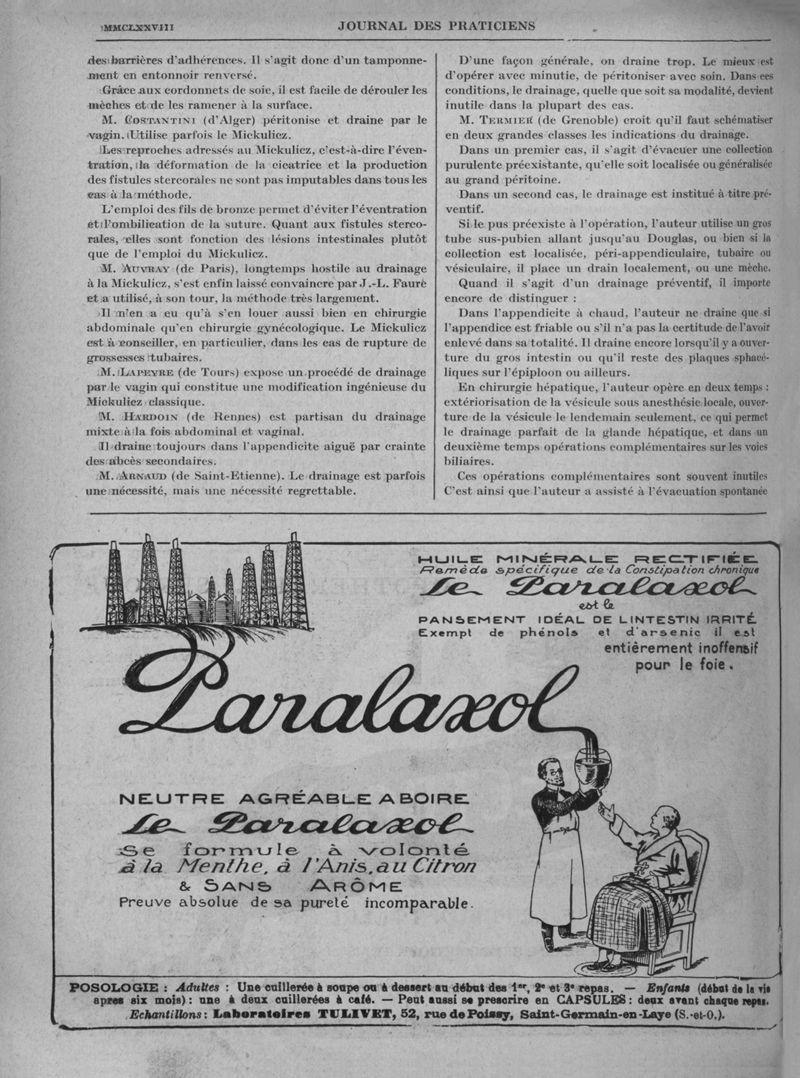 MMCLXXVIII
JOURNAL DES PRATICIENS
des barrières d'adhérences. Il s'agit donc d'un tamponne-
ment en entonnoir renversé.
Grâce aux cordonnets de soie, il est facile de dérouler les
mèches et de les ramener à la surface.
M. COSTANTINI (d'Alger) péritonise et draine par le
vagin. Utilise parfois le Mickulicz.
Les reproches adressés au Mickulicz, c'est-à-dire l'éven-
tration, la déformation de la cicatrice et la production
des fistules stercorales ne sont pas imputables dans tous les
cas à la méthode.
L'emploi des fils de bronze permet d'éviter l'éventration
et l'ombilication de la suture. Quant aux fistules sterco-
rales, elles sont fonction des lésions intestinales plutôt
que de l'emploi du Mickulicz.
M. AUVRAY (de Paris), longtemps hostile au drainage
à la Mickulicz, s'est enfin laissé convaincre par J.-L. Faure
et a utilisé, à son tour, la méthode très largement.
Il n'en a eu qu'à s'en louer aussi bien en chirurgie
abdominale qu'en chirurgie gynécologique. Le Mickulicz
est à conseiller, en particulier, dans les cas de rupture de
grossesses tubaires.
M. LAPEYRE (de Tours) expose un procédé de drainage
par le vagin qui constitue une modification ingénieuse du
Mickulicz classique.
M. HARDOIN (de Rennes) est partisan du drainage
mixte à la fois abdominal et vaginal.
Il draine toujours dans l'appendicite aiguë par crainte
des abcès secondaires.
M. ARNAUD (de Saint-Etienne). Le drainage est parfois
une nécessité, mais une nécessité regrettable.
D'une façon générale, on draine trop. Le mieux est
d'opérer avec minutie, de péritoniser avec soin. Dans ces
conditions, le drainage, quelle que soit sa modalité, devient
inutile dans la plupart des cas.
M. TERMIER (de Grenoble) croit qu'il faut schématiser
en deux grandes classes les indications du drainage.
Dans un premier cas, il s'agit d'évacuer une collection
purulente préexistante, qu'elle soit localisée ou généralisée
au grand péritoine.
Dans un second cas, le drainage est institué à titre pré-
ventif.
Si le pus préexiste à l'opération, l'auteur utilise un gros
tube sus-pubien allant jusqu'au Douglas, ou bien si la
collection est localisée, péri-appendiculaire, tubaire ou
vésiculaire, il place un drain localement, ou une mèche.
Quand il s'agit d'un drainage préventif, il importe
encore de distinguer :
Dans l'appendicite à chaud, l'auteur ne draine que si
l'appendice est friable ou s'il n'a pas la certitude de l'avoir
enlevé dans sa totalité. Il draine encore lorsqu'il y a ouver-
ture du gros intestin ou qu'il reste des plaques sphacé-
liques sur l'épiploon ou ailleurs.
En chirurgie hépatique, l'auteur opère en deux temps :
extériorisation de la vésicule sous anesthésie locale, ouver-
ture de la vésicule le lendemain seulement, ce qui permet
le drainage parfait de la glande hépatique, et dans un
deuxième temps opérations complémentaires sur les voies
biliaires.
Ces opérations complémentaires sont souvent inutiles
C'est ainsi que l'auteur a assisté à l'évacuation spontanée
HUILE MINÉRALE RECTIFIÉE
Remède spécifique de la Constipation chronique
Le Paralaxol
est le
PANSEMENT IDÉAL DE LINTESTIN IRRITÉ
Exempt de phénols et d'arsenic il est
entièrement inoffensif
pour le foie.
Paralaxol
NEUTRE AGRÉABLE A BOIRE
Le Paralaxol
se formule à volonté
à la Menthe, à l'Anis, au Citron
& SANS ARÔME
Preuve absolue de sa pureté incomparable.
POSOLOGIE : Adultes : Une cuillerée à soupe ou à dessert au début des 1er, 2e et 3e repas. — Enfants (début de la vie
apres six mois) : une à deux cuillerées à café. — Peut aussi se prescrire en CAPSULES : deux avant chaque repas.
Echantillons : Laboratoires TULIVET, 52, rue de Poissy, Saint-Germain-en-Laye (S.-et-O.).